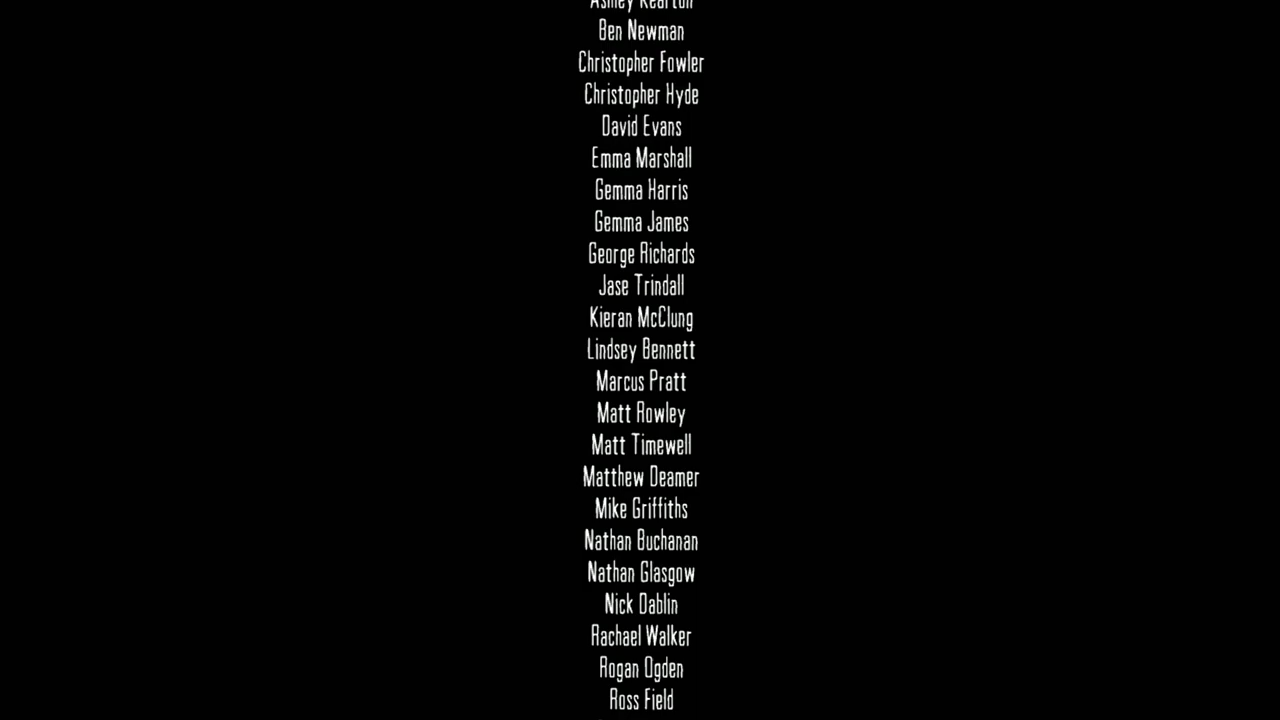 Ben Newman
Christopher Fowler
Christopher Hyde
David Evans
Emma Marshall
Gemma Harris
Gemma James
George Richards
Jase Trindall
Kieran McClung
Lindsey Bennett
Marcus Pratt
Matt Rowley
Matt Timewell
Matthew Deamer
Mike Griffiths
Nathan Buchanan
Nathan Glasgow
Nick Dablin
Rachael Walker
Rogan Ogden
Ross Field